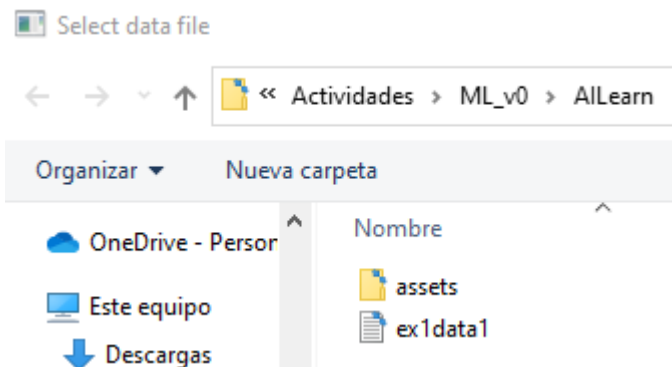 Select data file
« Actividades > ML_v0 > AILearn
Organizar Nueva carpeta
OneDrive - Person
Este equipo
Descargas
Nombre
assets
ex1data1